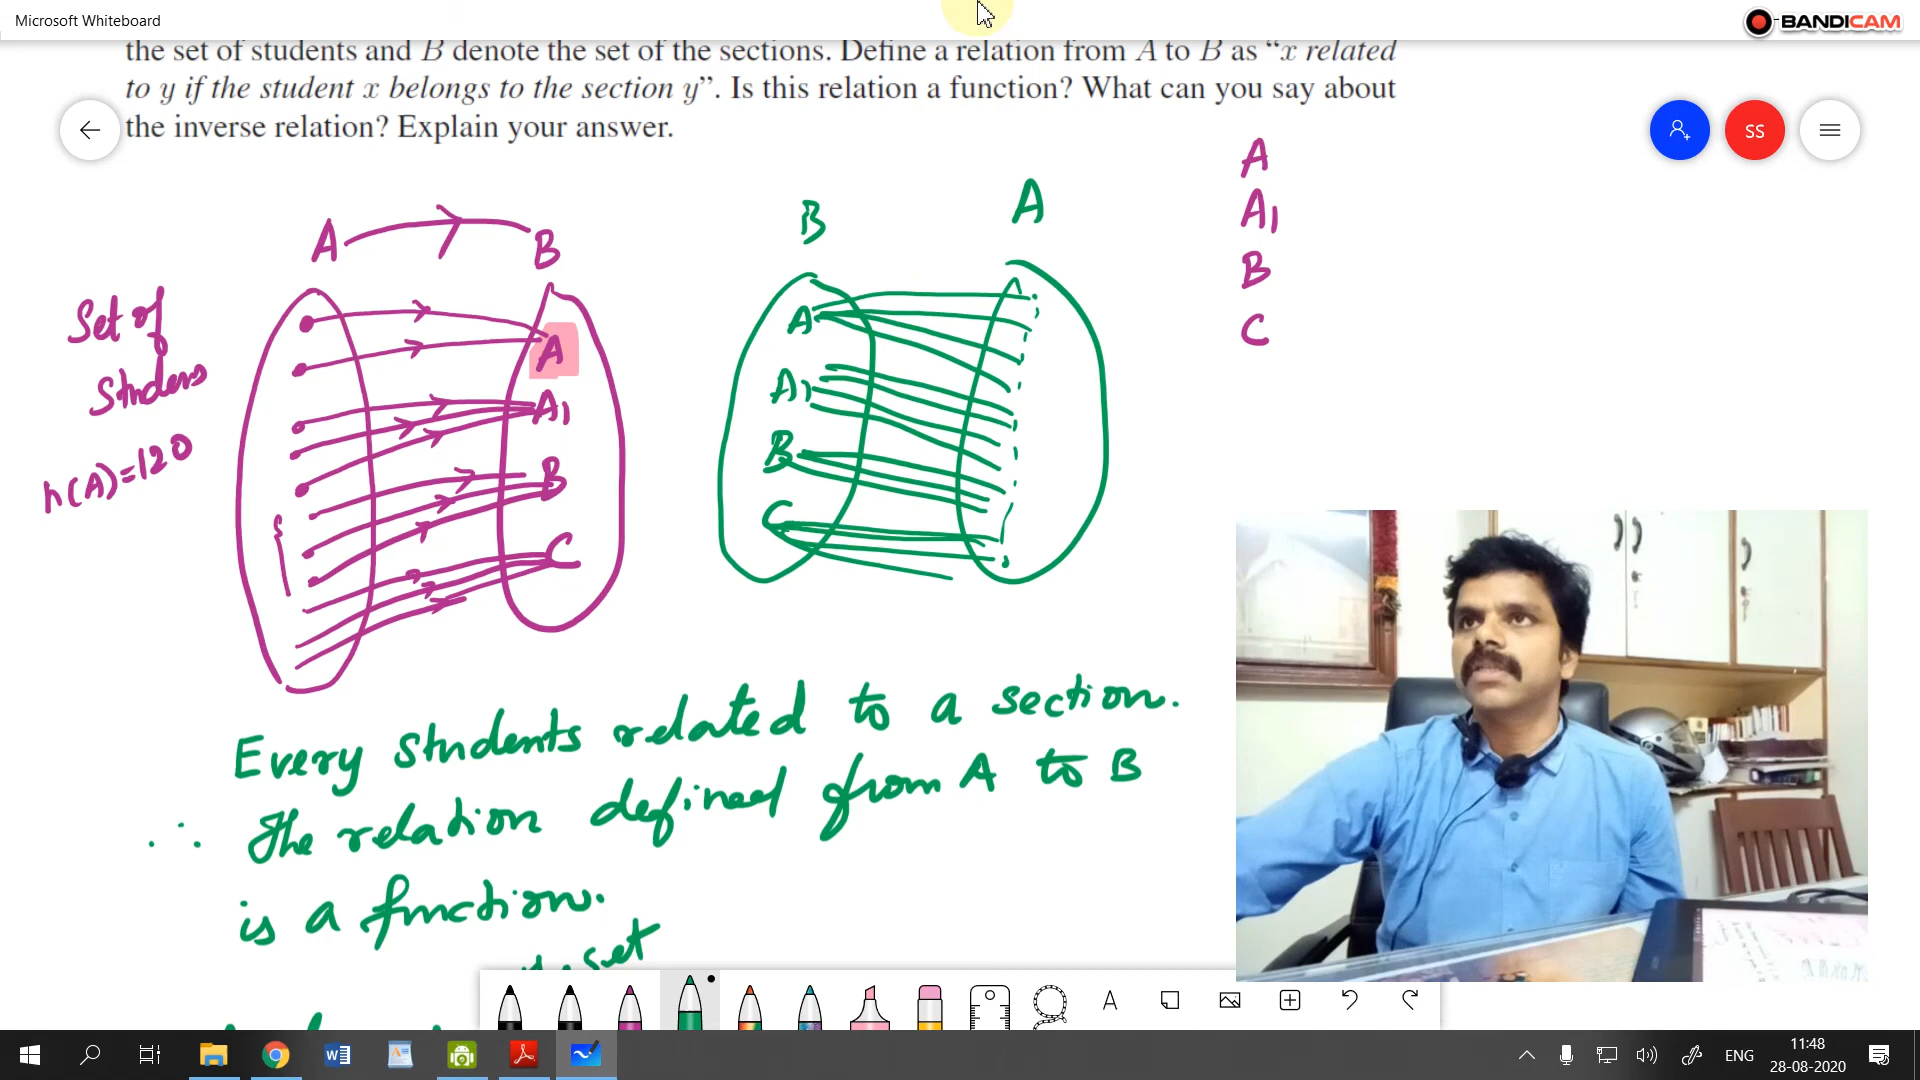 Microsoft Whiteboard
BANDICAM
the set of students and B denote the set of the sections. Define a relation from A to B as “x related
to y if the student x belongs to the section y”. Is this relation a function? What can you say about
the inverse relation? Explain your answer.
SS
A
A1
B
C
A B
Set of
n(A)=120
A
A1
B
C
B A
A
A1
B
C
Every students related to a section.
∴ The relation defined from A to B
is a function.
set
A
ENG
11:48
28-08-2020